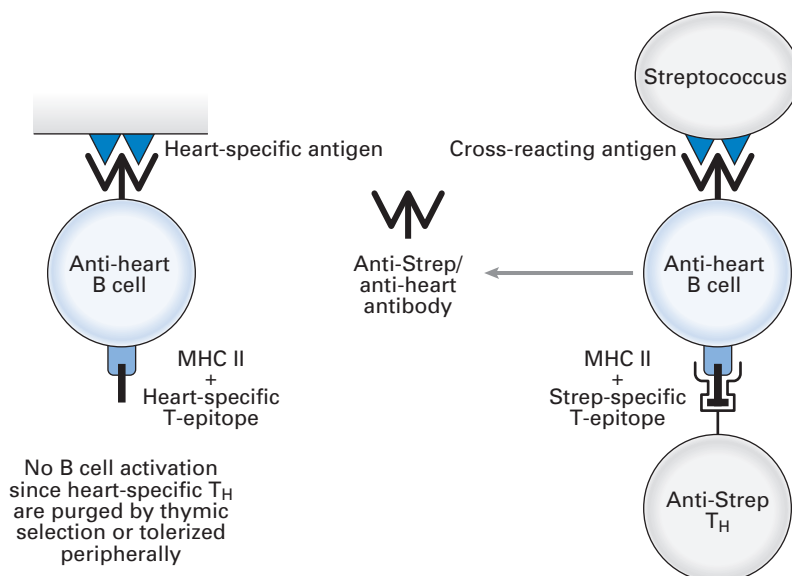 Streptococcus
Heart-specific antigen
Cross-reacting antigen
Anti-heart
B cell
Anti-Strep/
anti-heart
antibody
Anti-heart
B cell
MHC II
+
Heart-specific
T-epitope
MHC II
+
Strep-specific
T-epitope
No B cell activation
since heart-specific TH
are purged by thymic
selection or tolerized
peripherally
Anti-Strep
TH